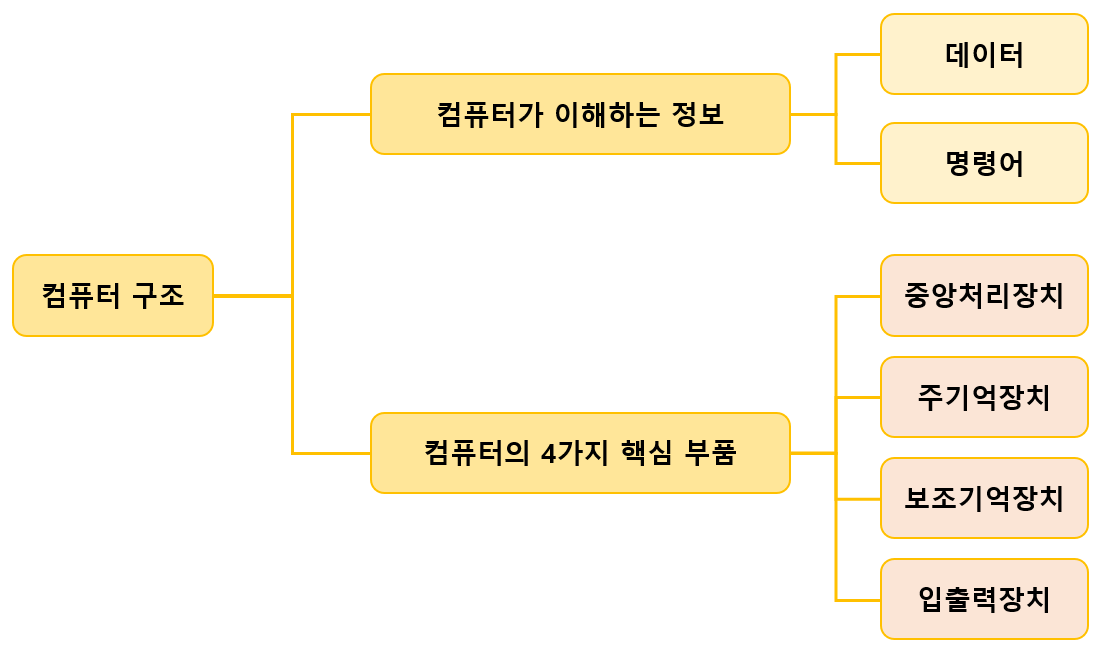 컴퓨터 구조
컴퓨터가 이해하는 정보
데이터
명령어
컴퓨터의 4가지 핵심 부품
중앙처리장치
주기억장치
보조기억장치
입출력장치